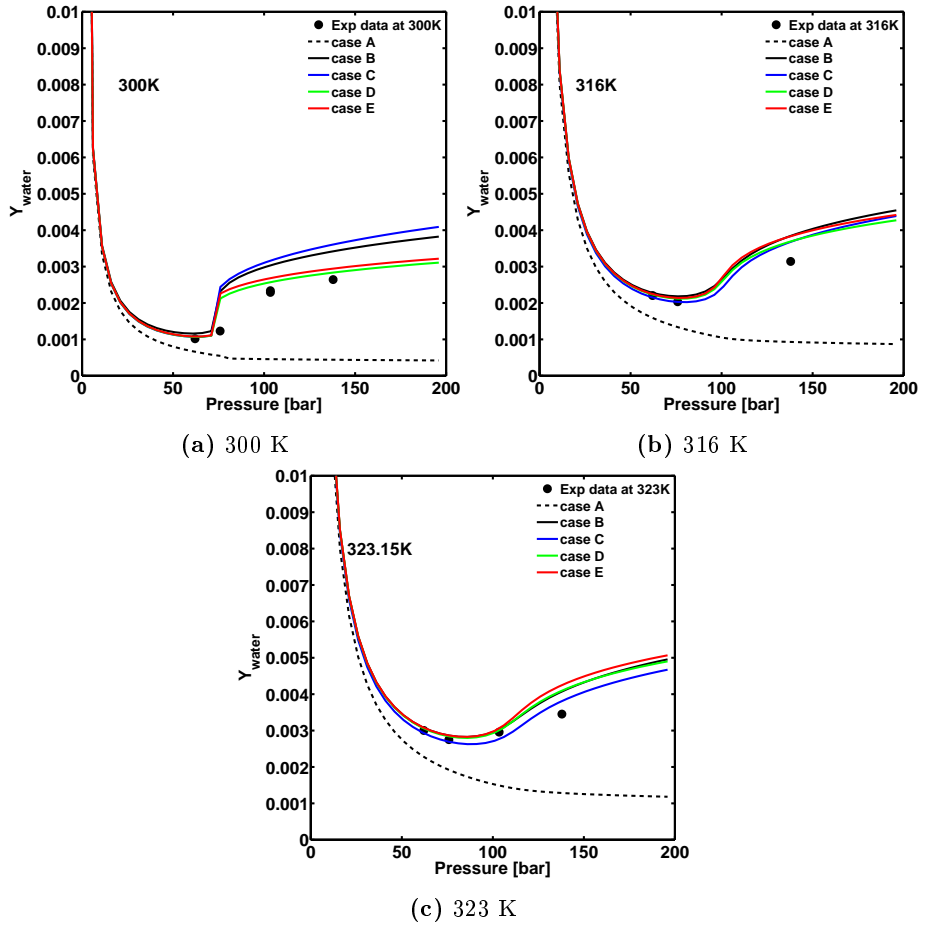 0.01
0.009
0.008
0.007
0.006
0.005
0.004
0.003
0.002
0.001
0
Y_water
300K
Exp data at 300K
case A
case B
case C
case D
case E
0 50 100 150 200
Pressure [bar]
(a) 300 K
0.01
0.009
0.008
0.007
0.006
0.005
0.004
0.003
0.002
0.001
0
Y_water
316K
Exp data at 316K
case A
case B
case C
case D
case E
0 50 100 150 200
Pressure [bar]
(b) 316 K
0.01
0.009
0.008
0.007
0.006
0.005
0.004
0.003
0.002
0.001
0
Y_water
323.15K
Exp data at 323K
case A
case B
case C
case D
case E
0 50 100 150 200
Pressure [bar]
(c) 323 K